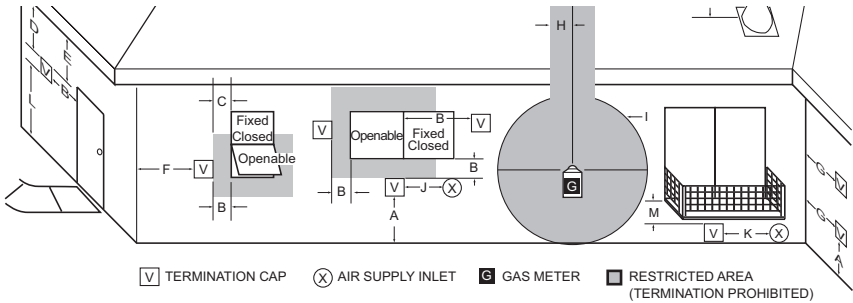 D
E
V
B
L
C
Fixed
Closed
Openable
F
V
B
V
Openable
B
Fixed
Closed
V
B
B
V
J
X
A
H
I
G
M
V
K
X
G
V
G
V
A
V TERMINATION CAP X AIR SUPPLY INLET G GAS METER RESTRICTED AREA
(TERMINATION PROHIBITED)